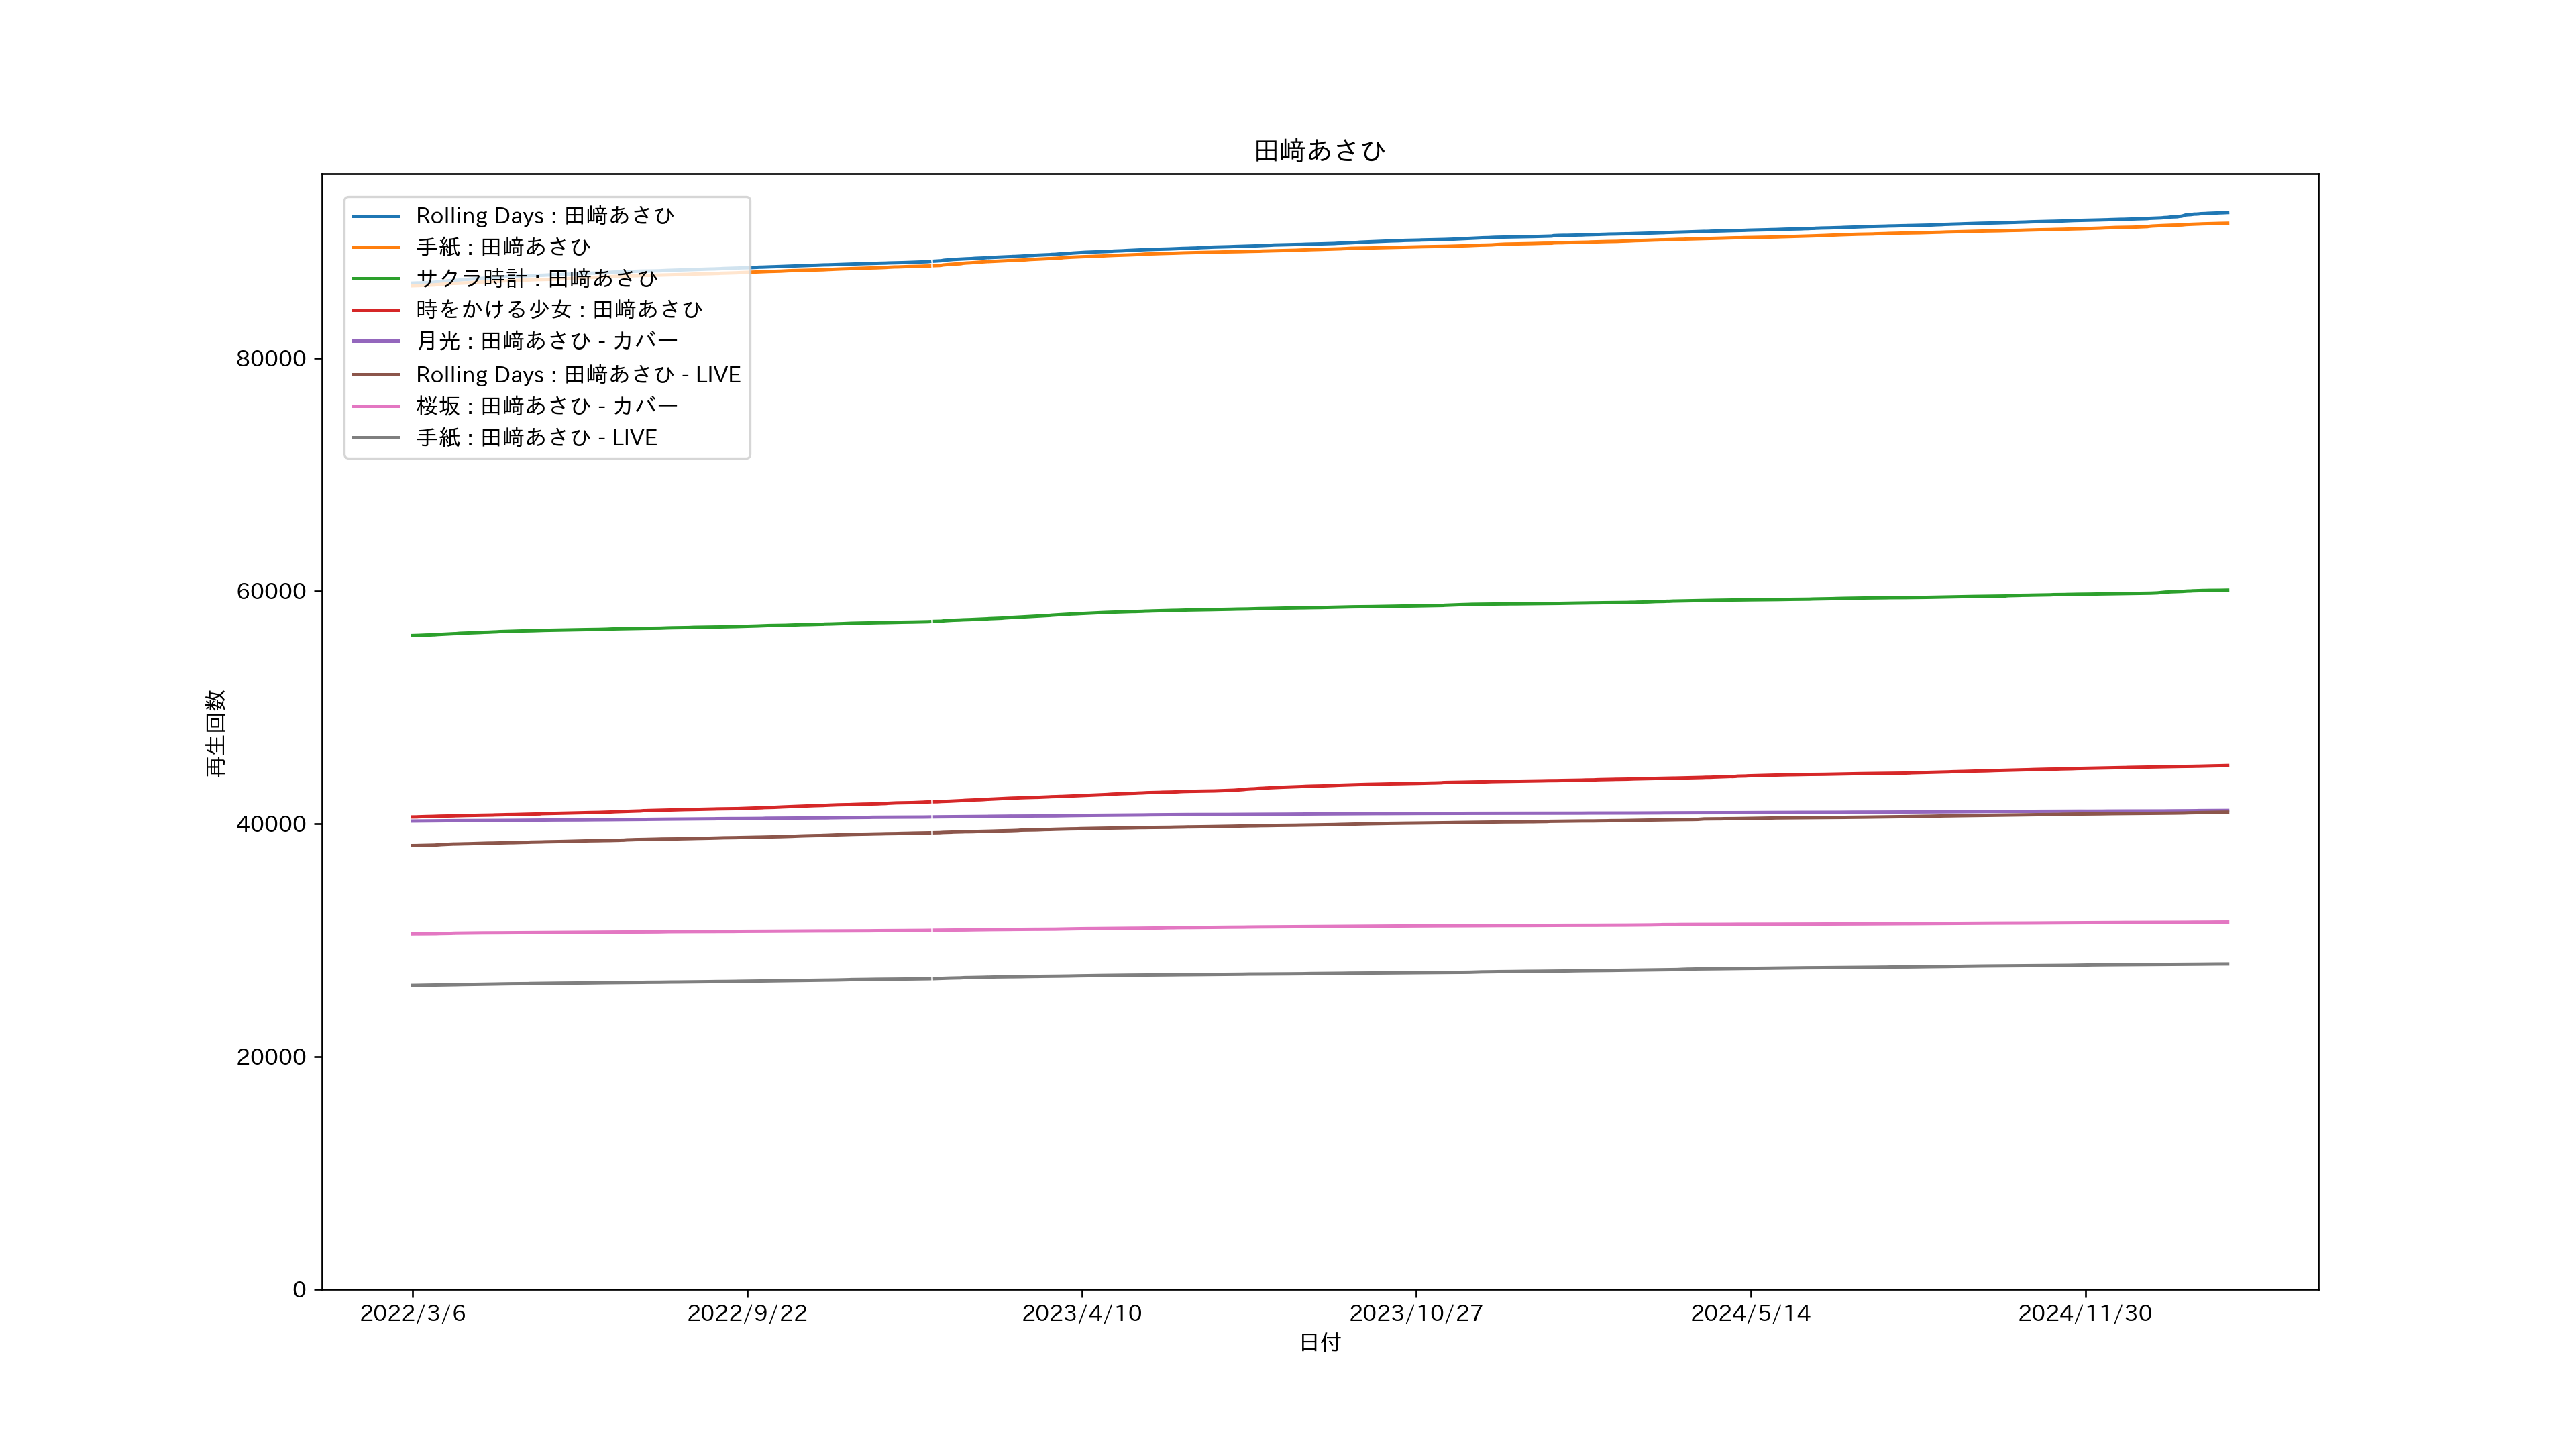 田﨑あさひ
Rolling Days : 田﨑あさひ
手紙 : 田﨑あさひ
サクラ時計 : 田﨑あさひ
時をかける少女 : 田﨑あさひ
月光 : 田﨑あさひ - カバー
Rolling Days : 田﨑あさひ - LIVE
桜坂 : 田﨑あさひ - カバー
手紙 : 田﨑あさひ - LIVE
再生回数
80000
60000
40000
20000
0
2022/3/6
2022/9/22
2023/4/10
2023/10/27
2024/5/14
2024/11/30
日付